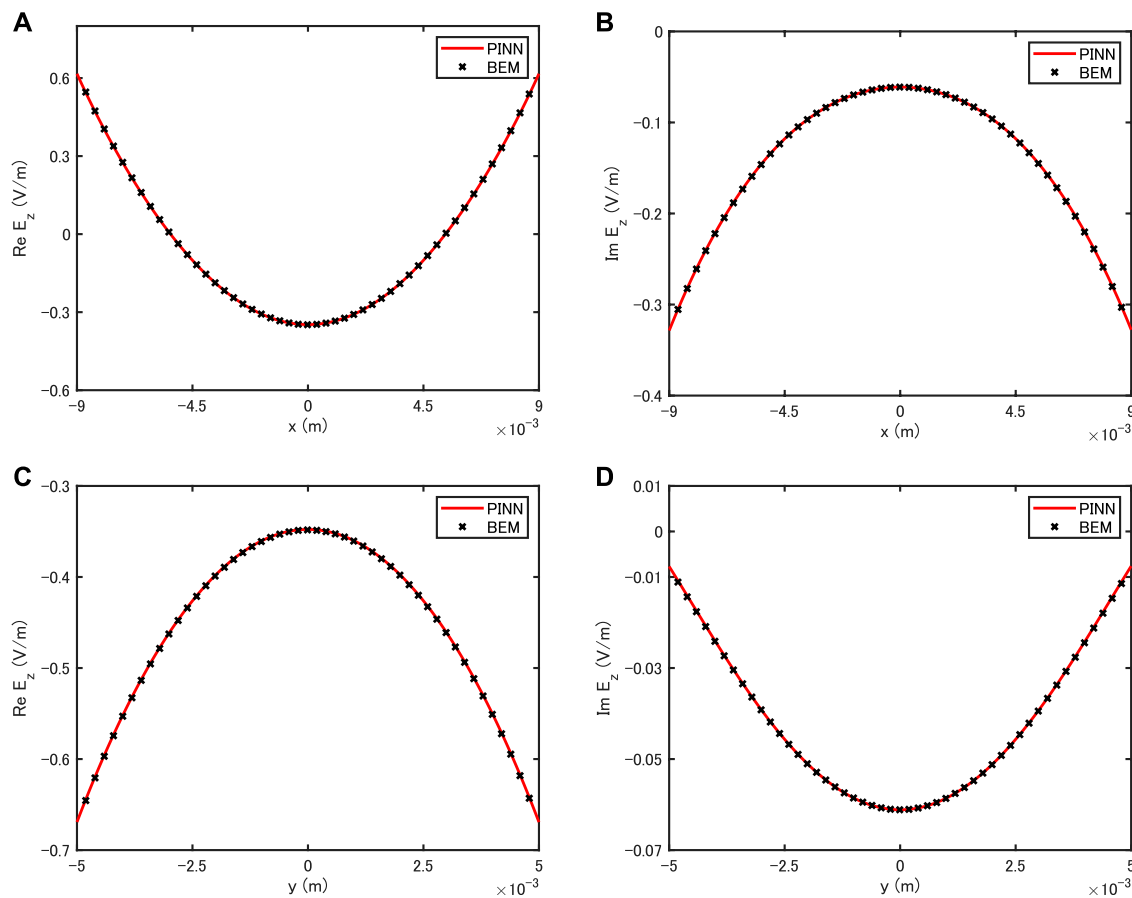 A
Re E_z (V/m)
0.6
0.3
0
−0.3
−0.6
PINN
BEM
−9
−4.5
0
4.5
9
x (m)
×10⁻³
B
Im E_z (V/m)
0
−0.1
−0.2
−0.3
−0.4
PINN
BEM
−9
−4.5
0
4.5
9
x (m)
×10⁻³
C
Re E_z (V/m)
−0.3
−0.4
−0.5
−0.6
−0.7
PINN
BEM
−5
−2.5
0
2.5
5
y (m)
×10⁻³
D
Im E_z (V/m)
0.01
0
−0.01
−0.03
−0.05
−0.07
PINN
BEM
−5
−2.5
0
2.5
5
y (m)
×10⁻³